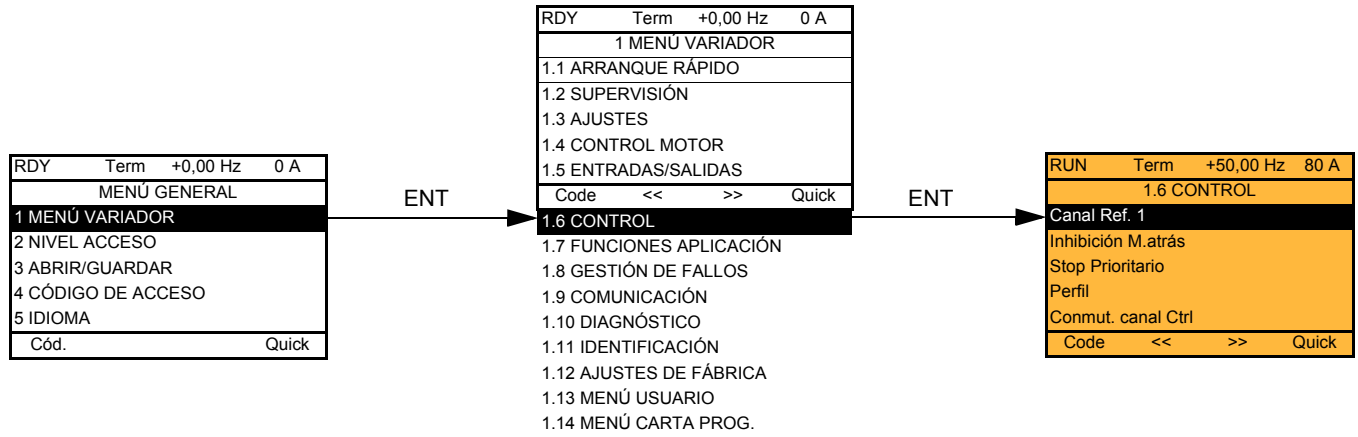 RDY Term +0,00 Hz 0 A
MENÚ GENERAL
1 MENÚ VARIADOR
2 NIVEL ACCESO
3 ABRIR/GUARDAR
4 CÓDIGO DE ACCESO
5 IDIOMA
Cód. Quick
ENT
RDY Term +0,00 Hz 0 A
1 MENÚ VARIADOR
1.1 ARRANQUE RÁPIDO
1.2 SUPERVISIÓN
1.3 AJUSTES
1.4 CONTROL MOTOR
1.5 ENTRADAS/SALIDAS
Code << >> Quick
1.6 CONTROL
1.7 FUNCIONES APLICACIÓN
1.8 GESTIÓN DE FALLOS
1.9 COMUNICACIÓN
1.10 DIAGNÓSTICO
1.11 IDENTIFICACIÓN
1.12 AJUSTES DE FÁBRICA
1.13 MENÚ USUARIO
1.14 MENÚ CARTA PROG.
ENT
RUN Term +50,00 Hz 80 A
1.6 CONTROL
Canal Ref. 1
Inhibición M.atrás
Stop Prioritario
Perfil
Conmut. canal Ctrl
Code << >> Quick